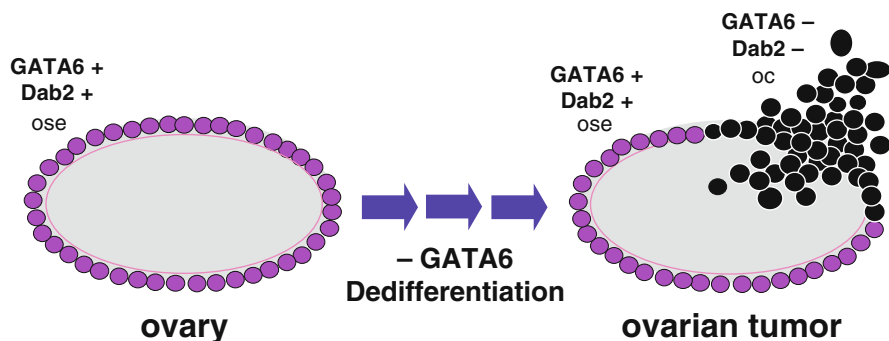 GATA6 +
Dab2 +
ose
ovary
– GATA6
Dedifferentiation
GATA6 +
Dab2 +
ose
GATA6 –
Dab2 –
oc
ovarian tumor